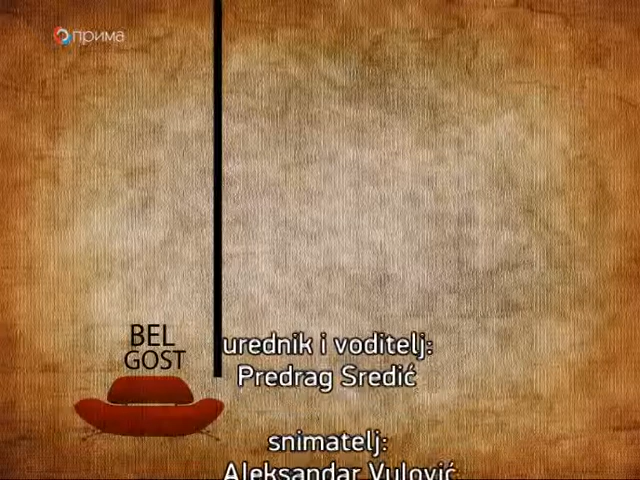 прима
BEL
GOST
urednik i voditelj:
Predrag Sredić
snimatelj:
Aleksandar Vulović